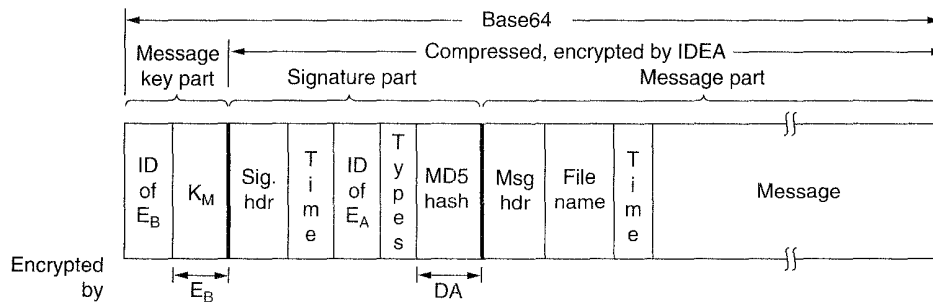 Base64
Compressed, encrypted by IDEA
Message key part
Signature part
Message part
ID of E_B
K_M
Sig. hdr
Time
ID of E_A
Types
MD5 hash
Msg hdr
File name
Time
Message
Encrypted by
E_B
DA